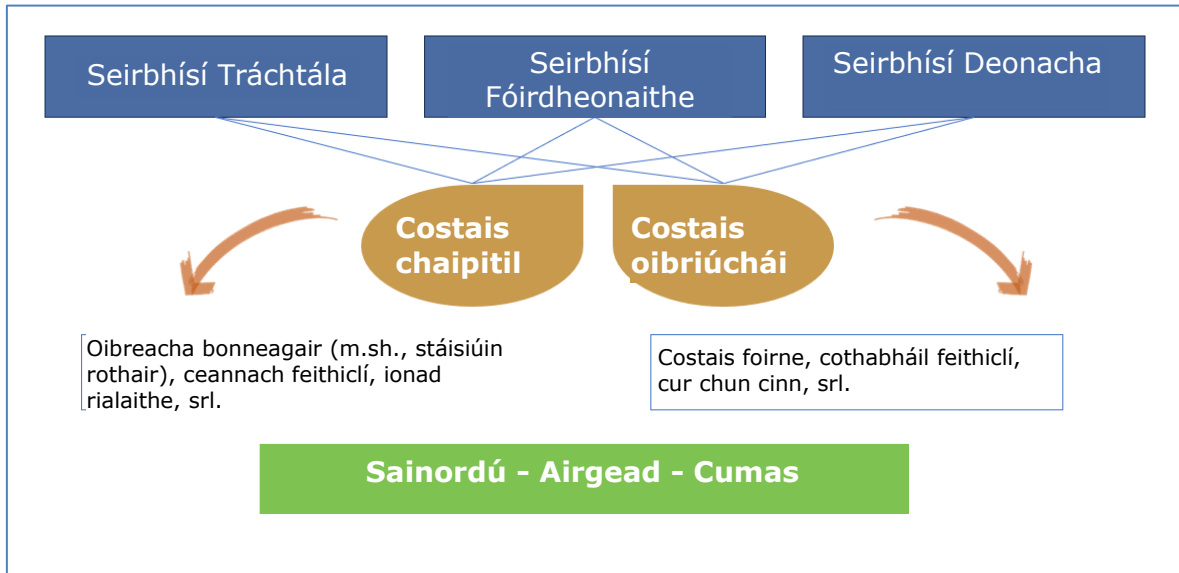 Seirbhísí Tráchtála
Seirbhísí
Fóirdheonaithe
Seirbhísí Deonacha
Costais
chaipitil
Costais
oibriúchái
Oibreacha bonneagair (m.sh., stáisiúin
rothair), ceannach feithiclí, ionad
rialaithe, srl.
Costais foirne, cothabháil feithiclí,
cur chun cinn, srl.
Sainordú - Airgead - Cumas